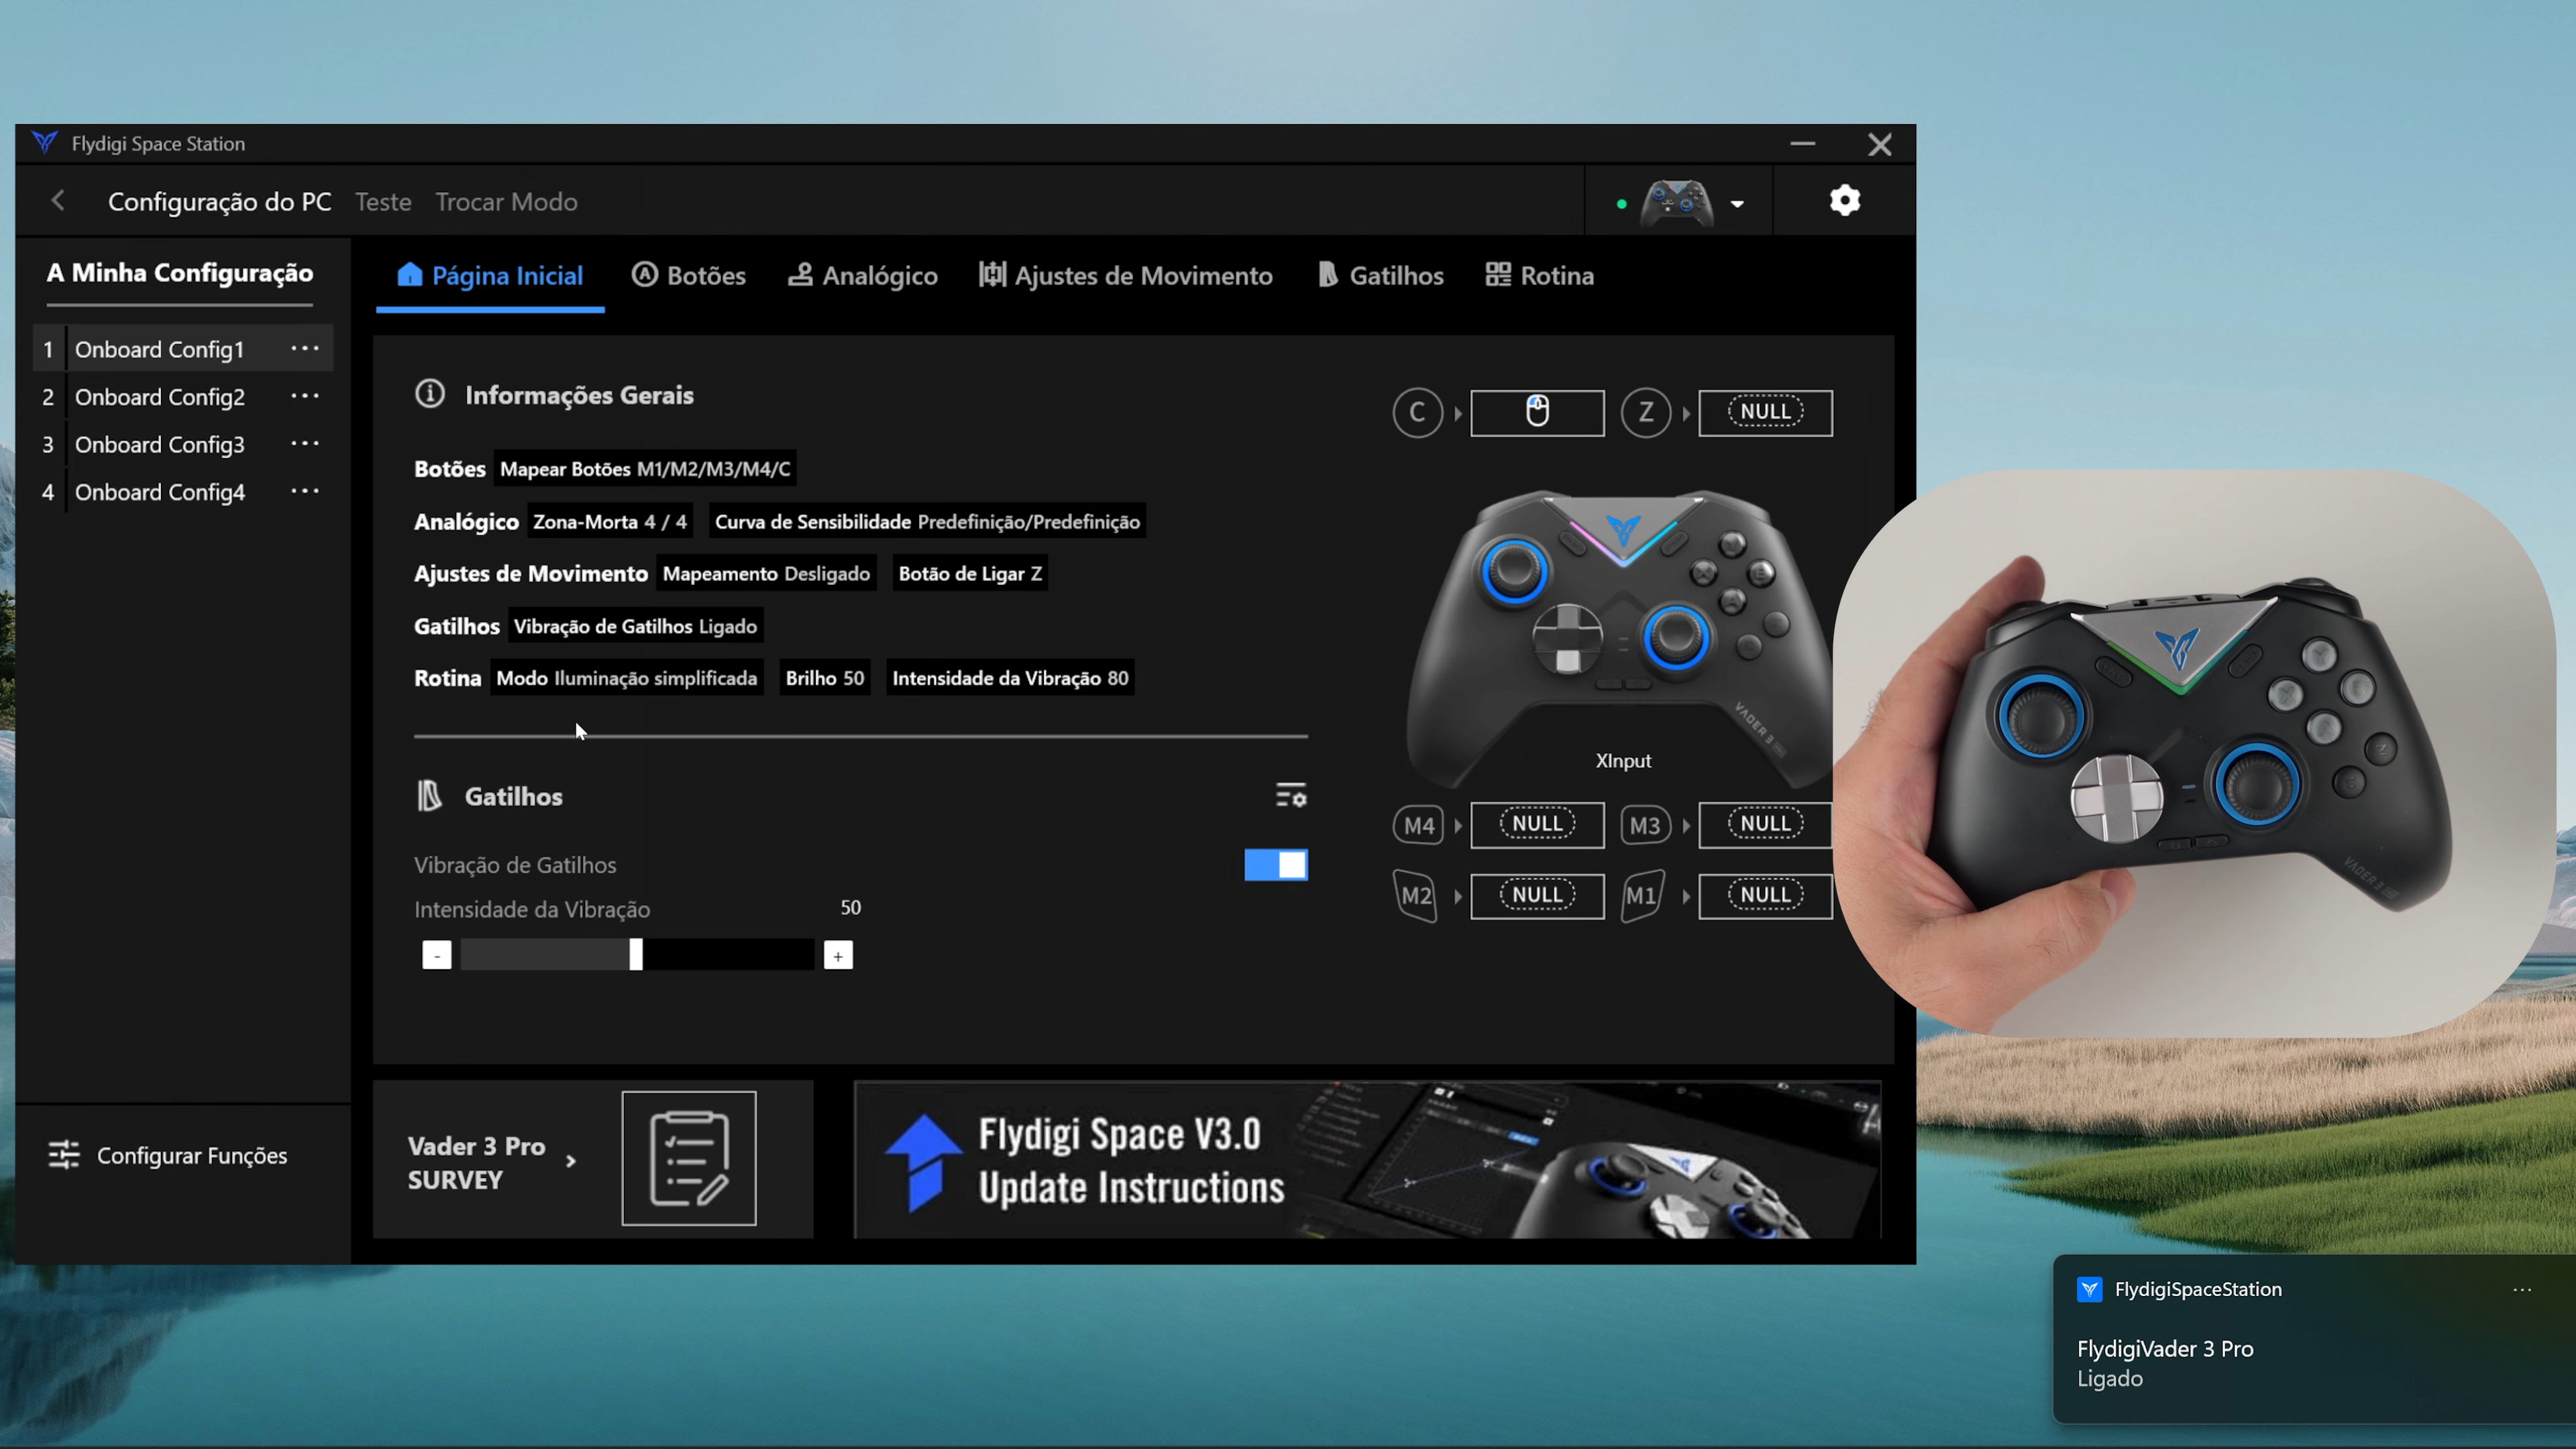 Flydigi Space Station
Configuração do PC Teste Trocar Modo
A Minha Configuração
1 Onboard Config1 ···
2 Onboard Config2 ···
3 Onboard Config3 ···
4 Onboard Config4 ···
Configurar Funções
Página Inicial Botões Analógico Ajustes de Movimento Gatilhos Rotina
Informações Gerais
Botões Mapear Botões M1/M2/M3/M4/C
Analógico Zona-Morta 4 / 4 Curva de Sensibilidade Predefinição/Predefinição
Ajustes de Movimento Mapeamento Desligado Botão de Ligar Z
Gatilhos Vibração de Gatilhos Ligado
Rotina Modo Iluminação simplificada Brilho 50 Intensidade da Vibração 80
Gatilhos
Vibração de Gatilhos
Intensidade da Vibração 50
- +
C Z NULL
Y
X B
A
VADER 3 PRO
XInput
M4 NULL M3 NULL
M2 NULL M1 NULL
Vader 3 Pro
SURVEY
Flydigi Space V3.0
Update Instructions
VADER 3
FlydigiSpaceStation ···
FlydigiVader 3 Pro
Ligado